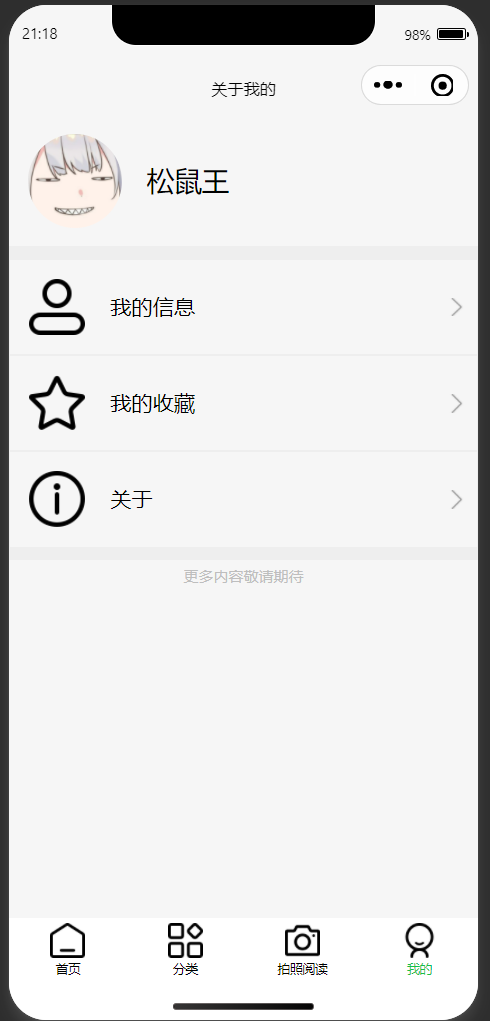 21:18
98%
关于我的
松鼠王
我的信息
我的收藏
关于
更多内容敬请期待
首页
分类
拍照阅读
我的